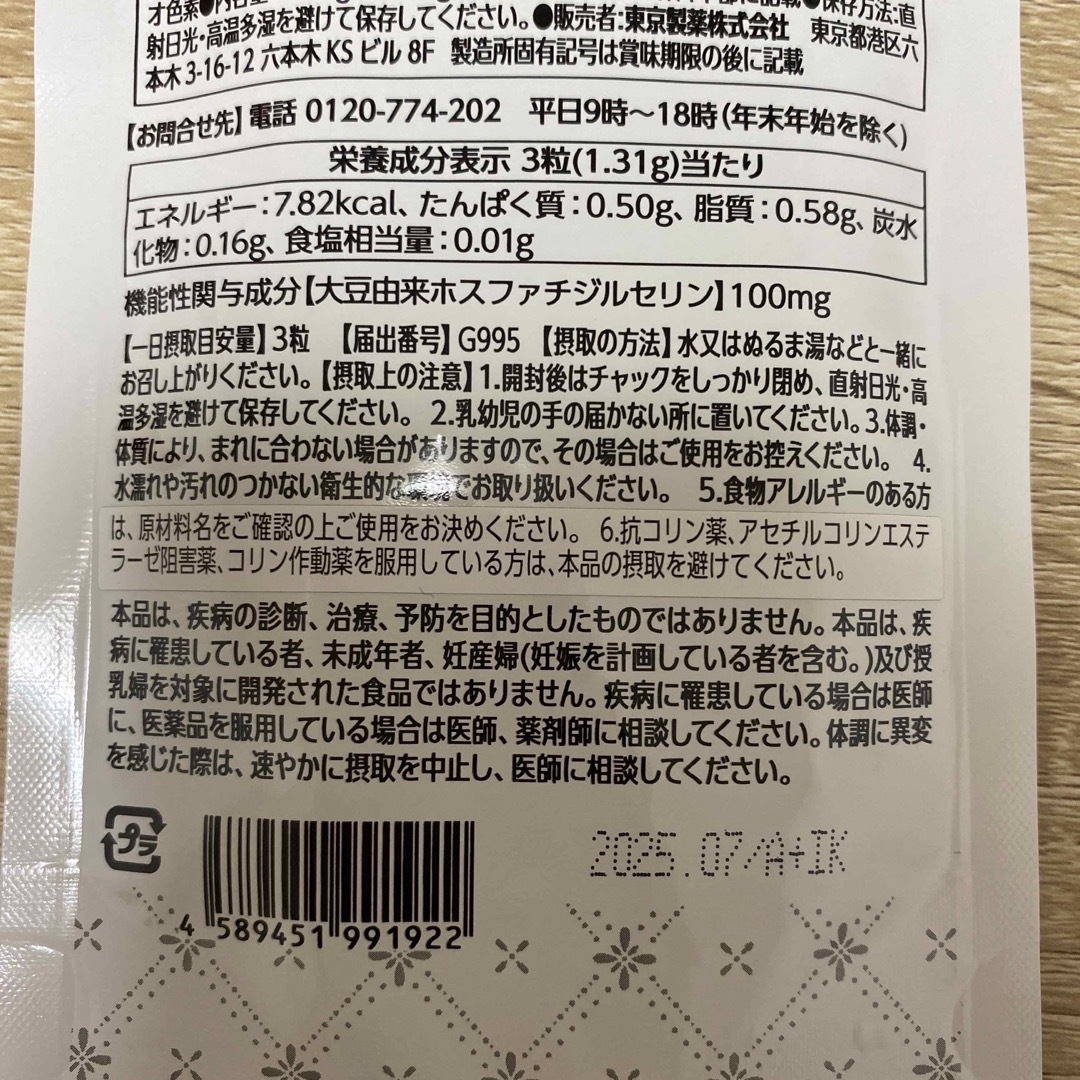 オ色素●内容量
●保存方法:直
射日光・高温多湿を避けて保存してください。●販売者:東京製薬株式会社 東京都港区六
本木3-16-12 六本木KSビル 8F 製造所固有記号は賞味期限の後に記載
【お問合せ先】電話 0120-774-202 平日9時～18時(年末年始を除く)
栄養成分表示 3粒(1.31g)当たり
エネルギー:7.82kcal、たんぱく質:0.50g、脂質:0.58g、炭水
化物:0.16g、食塩相当量:0.01g
機能性関与成分【大豆由来ホスファチジルセリン】100mg
【一日摂取目安量】3粒 【届出番号】G995 【摂取の方法】水又はぬるま湯などと一緒に
お召し上がりください。【摂取上の注意】1.開封後はチャックをしっかり閉め、直射日光・高
温多湿を避けて保存してください。 2.乳幼児の手の届かない所に置いてください。3.体調・
体質により、まれに合わない場合がありますので、その場合はご使用をお控えください。 4.
水濡れや汚れのつかない衛生的な環境でお取り扱いください。 5.食物アレルギーのある方
は、原材料名をご確認の上ご使用をお決めください。 6.抗コリン薬、アセチルコリンエステ
ラーゼ阻害薬、コリン作動薬を服用している方は、本品の摂取を避けてください。
本品は、疾病の診断、治療、予防を目的としたものではありません。本品は、疾
病に罹患している者、未成年者、妊産婦(妊娠を計画している者を含む。)及び授
乳婦を対象に開発された食品ではありません。疾病に罹患している場合は医師
に、医薬品を服用している場合は医師、薬剤師に相談してください。体調に異変
を感じた際は、速やかに摂取を中止し、医師に相談してください。
プラ
2025.07/A+IK
4 589451 991922